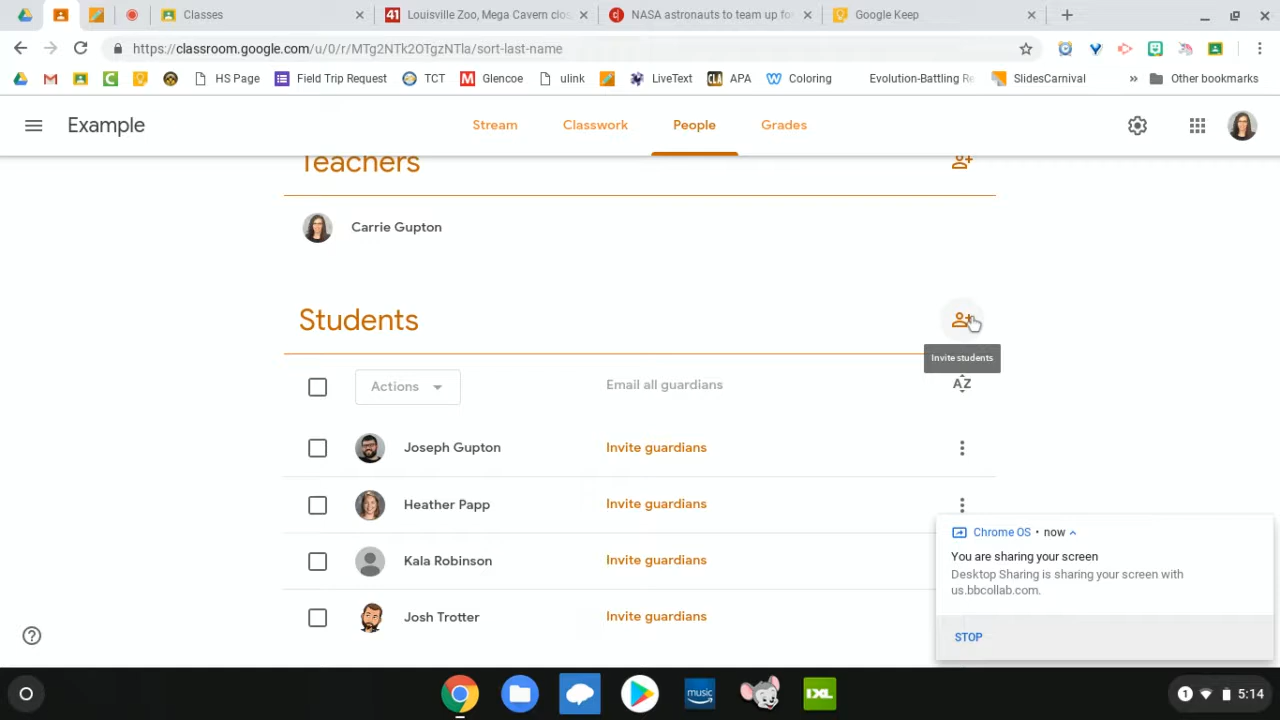 Classes
Louisville Zoo, Mega Cavern clos
NASA astronauts to team up fo
Google Keep
https://classroom.google.com/u/0/r/MTg2NTk2OTgzNTla/sort-last-name
HS Page
Field Trip Request
TCT
Glencoe
ulink
LiveText
APA
Coloring
Evolution-Battling Re
SlidesCarnival
»
Other bookmarks
Example
Stream
Classwork
People
Grades
Teachers
Carrie Gupton
Students
Invite students
Actions
Email all guardians
AZ
Joseph Gupton
Invite guardians
Heather Papp
Invite guardians
Kala Robinson
Invite guardians
Josh Trotter
Invite guardians
Chrome OS • now
You are sharing your screen
Desktop Sharing is sharing your screen with
us.bbcollab.com.
STOP
music
IXL
1
5:14